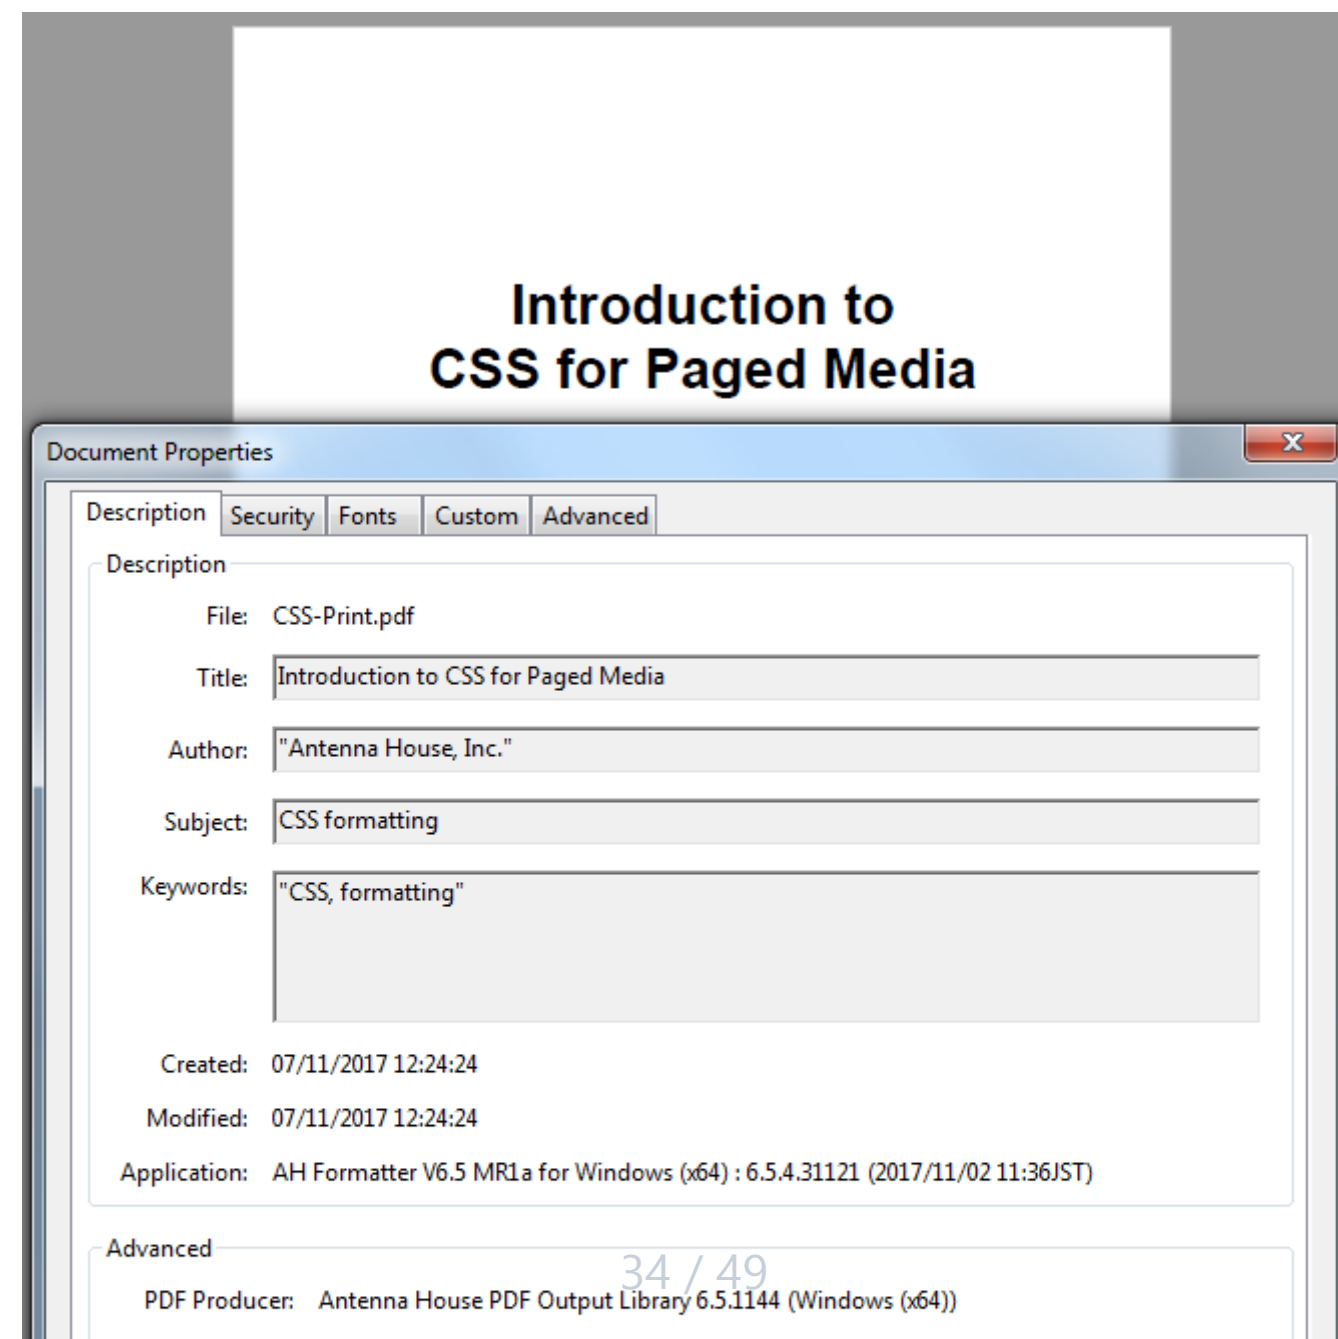 Introduction to
CSS for Paged Media
Document Properties
x
Description Security Fonts Custom Advanced
Description
File: CSS-Print.pdf
Title: Introduction to CSS for Paged Media
Author: "Antenna House, Inc."
Subject: CSS formatting
Keywords: "CSS, formatting"
Created: 07/11/2017 12:24:24
Modified: 07/11/2017 12:24:24
Application: AH Formatter V6.5 MR1a for Windows (x64) : 6.5.4.31121 (2017/11/02 11:36JST)
Advanced
34 / 49
PDF Producer: Antenna House PDF Output Library 6.5.1144 (Windows (x64))